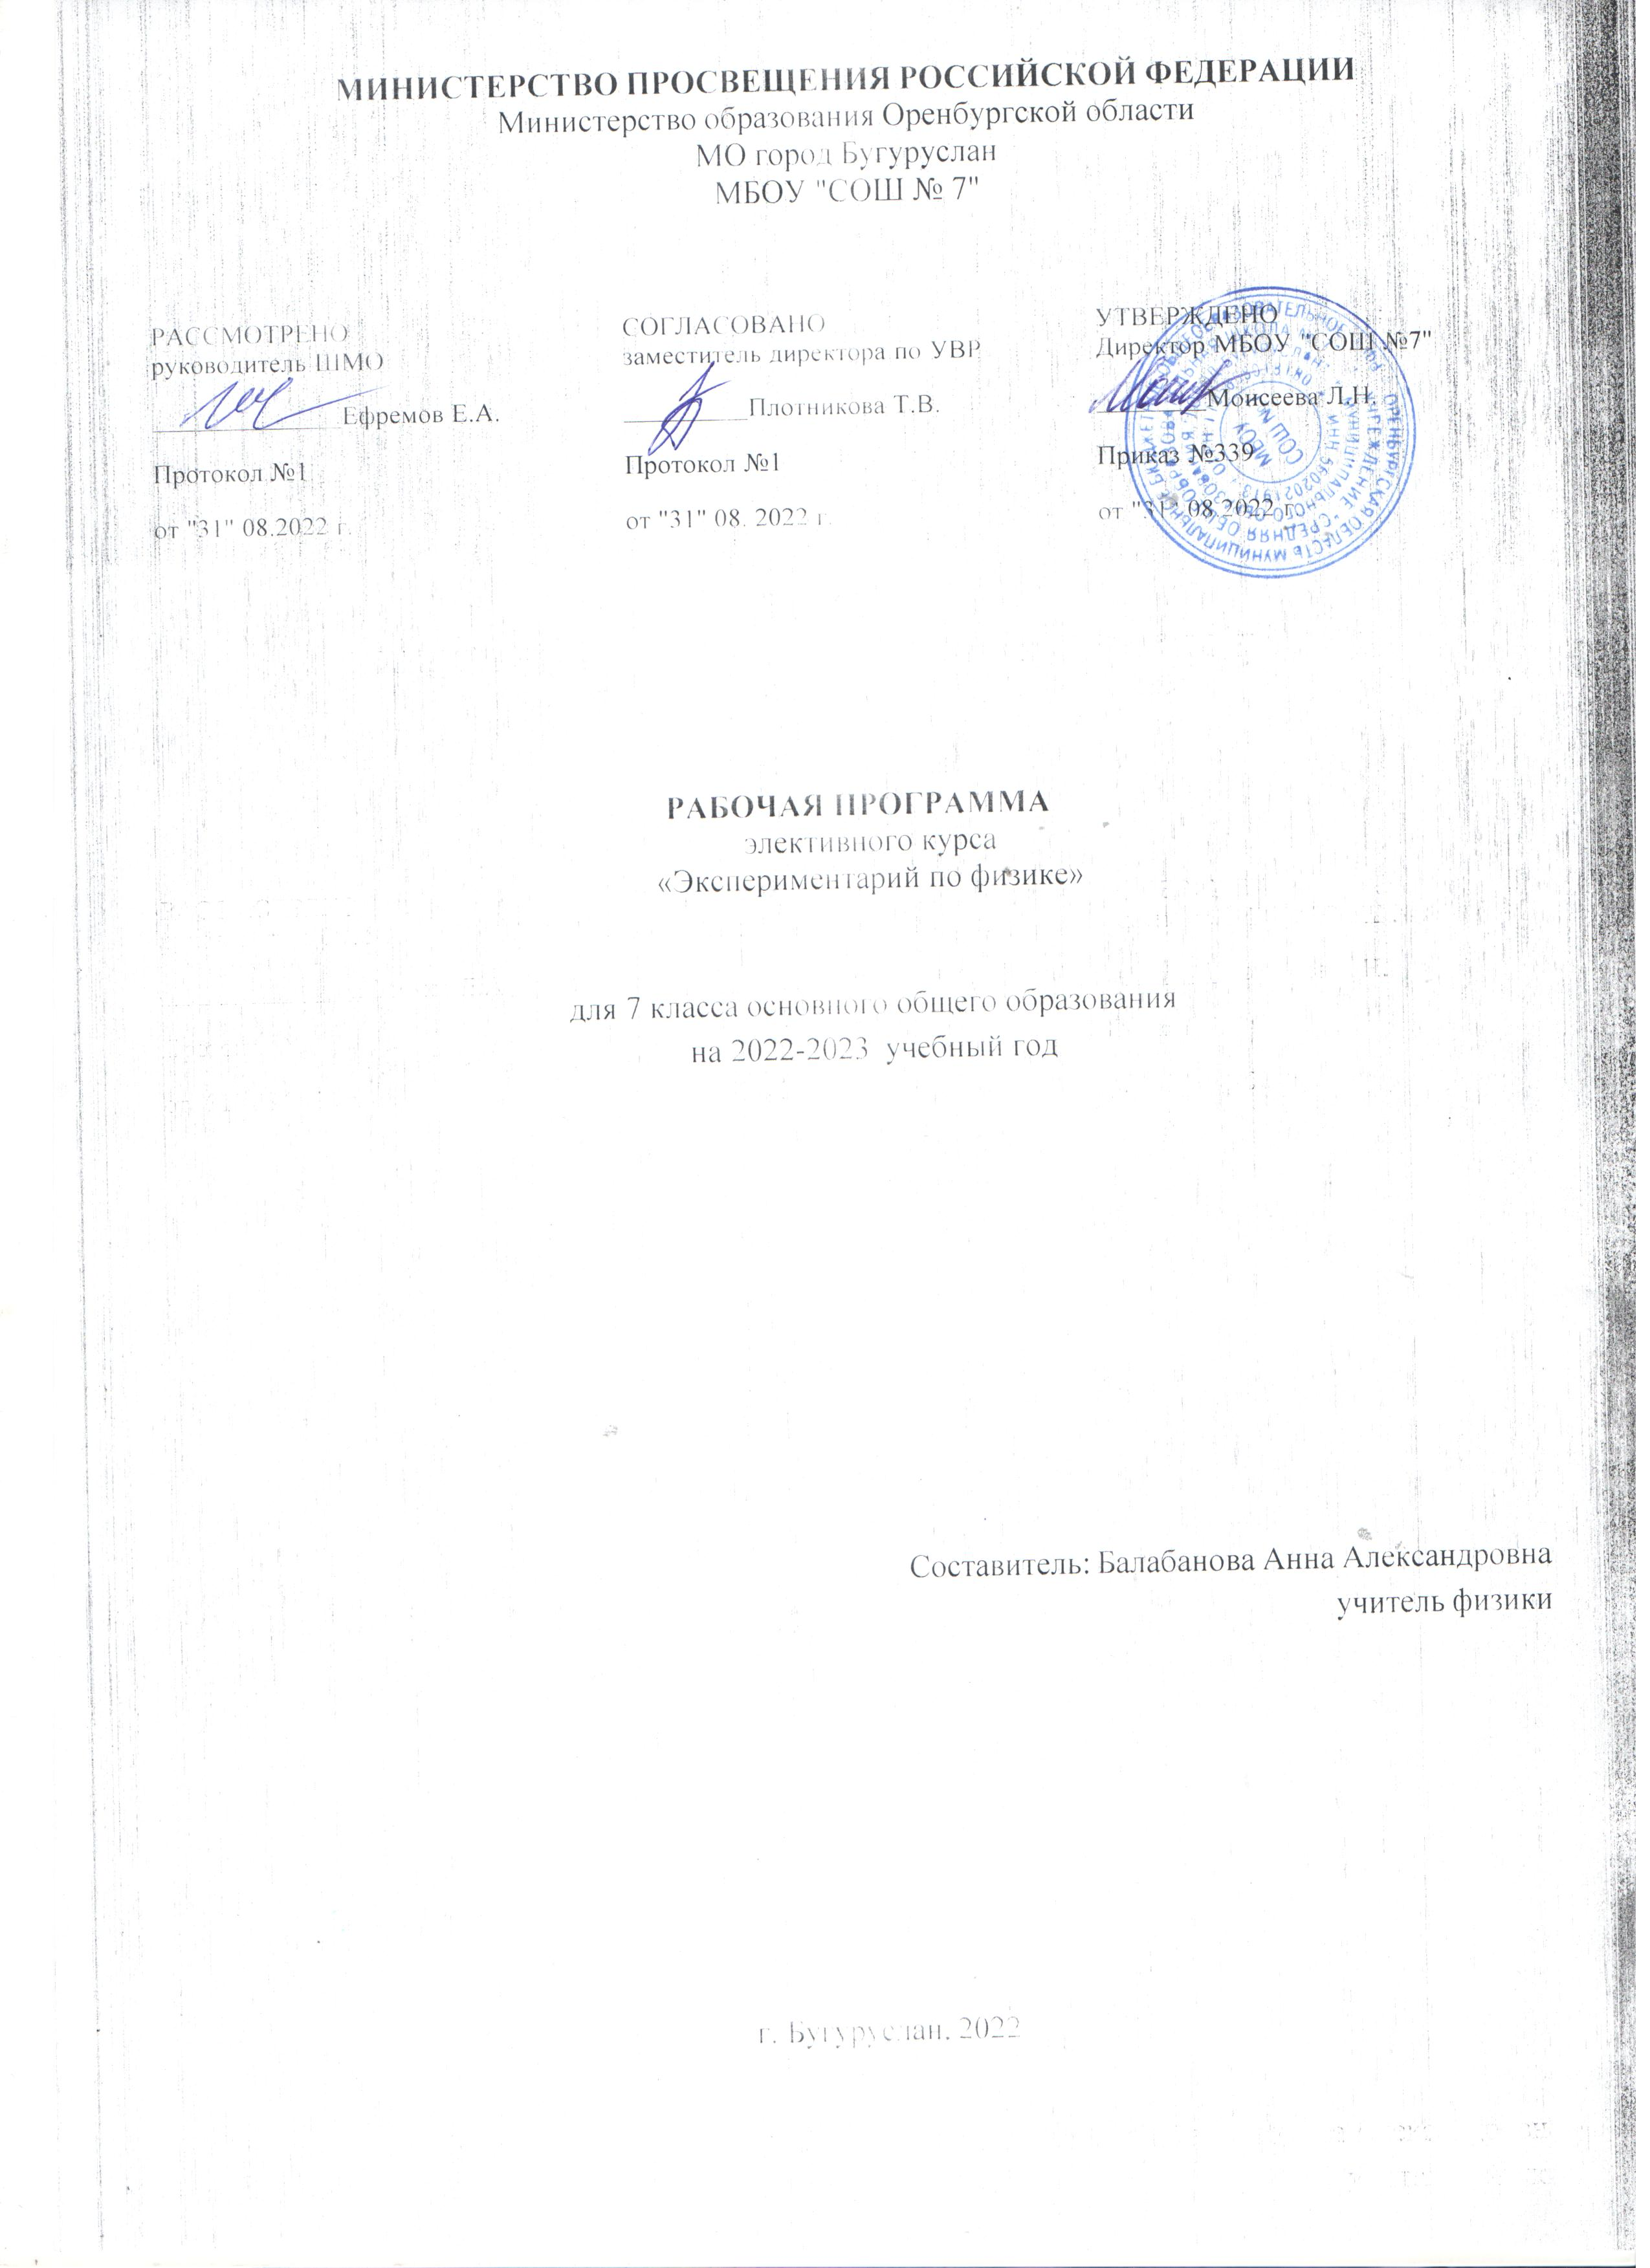 МИНИСТЕРСТВО ПРОСВЕЩЕНИЯ РОССИЙСКОЙ ФЕДЕРАЦИИ
Министерство образования Оренбургской области
МО город Бугуруслан
МБОУ "СОШ № 7"
РАССМОТРЕНО
руководитель ШМО
Ефремов Е.А.
Протокол №1
от "31" 08.2022 г.
СОГЛАСОВАНО
заместитель директора по УВР
Плотникова Т.В.
Протокол №1
от "31" 08. 2022 г.
УТВЕРЖДЕНО
Директор МБОУ "СОШ №7"
Моисеева Л.Н.
Приказ №339
от "31" 08.2022 г.
РАБОЧАЯ ПРОГРАММА
элективного курса
«Экспериментарий по физике»
для 7 класса основного общего образования
на 2022-2023 учебный год
Составитель: Балабанова Анна Александровна
учитель физики
г. Бугуруслан, 2022